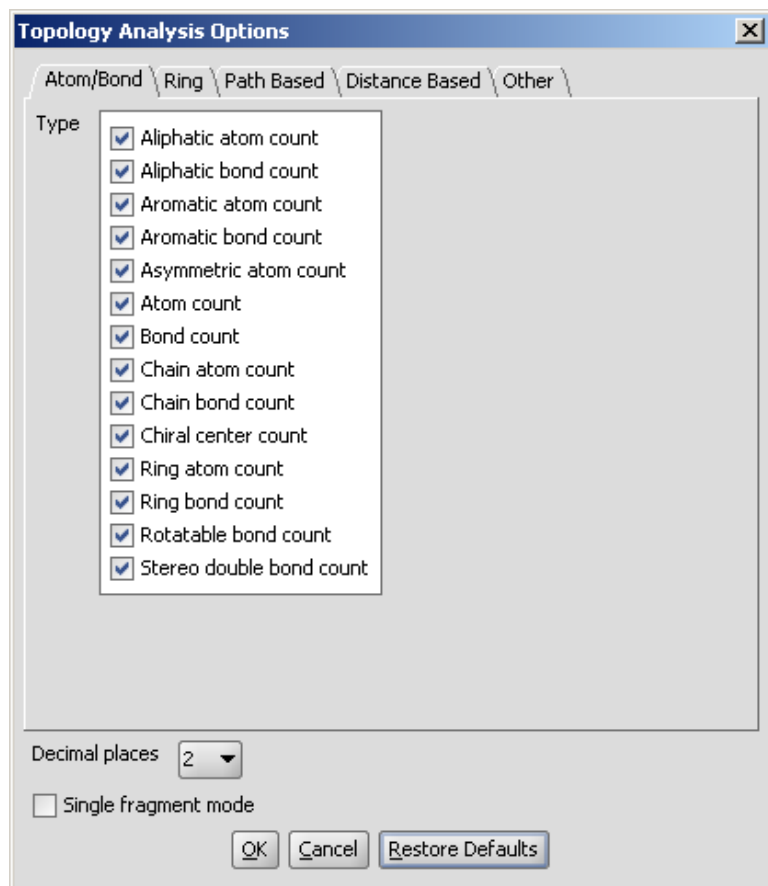 Topology Analysis Options
Atom/Bond Ring Path Based Distance Based Other
Type
Aliphatic atom count
Aliphatic bond count
Aromatic atom count
Aromatic bond count
Asymmetric atom count
Atom count
Bond count
Chain atom count
Chain bond count
Chiral center count
Ring atom count
Ring bond count
Rotatable bond count
Stereo double bond count
Decimal places 2
Single fragment mode
OK Cancel Restore Defaults